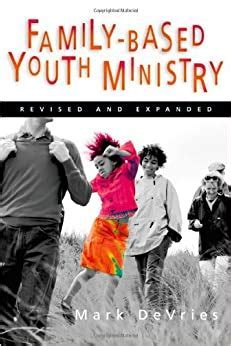 FAMILY-BASED
YOUTH MINISTRY
REVISED AND EXPANDED
Mark DeVries